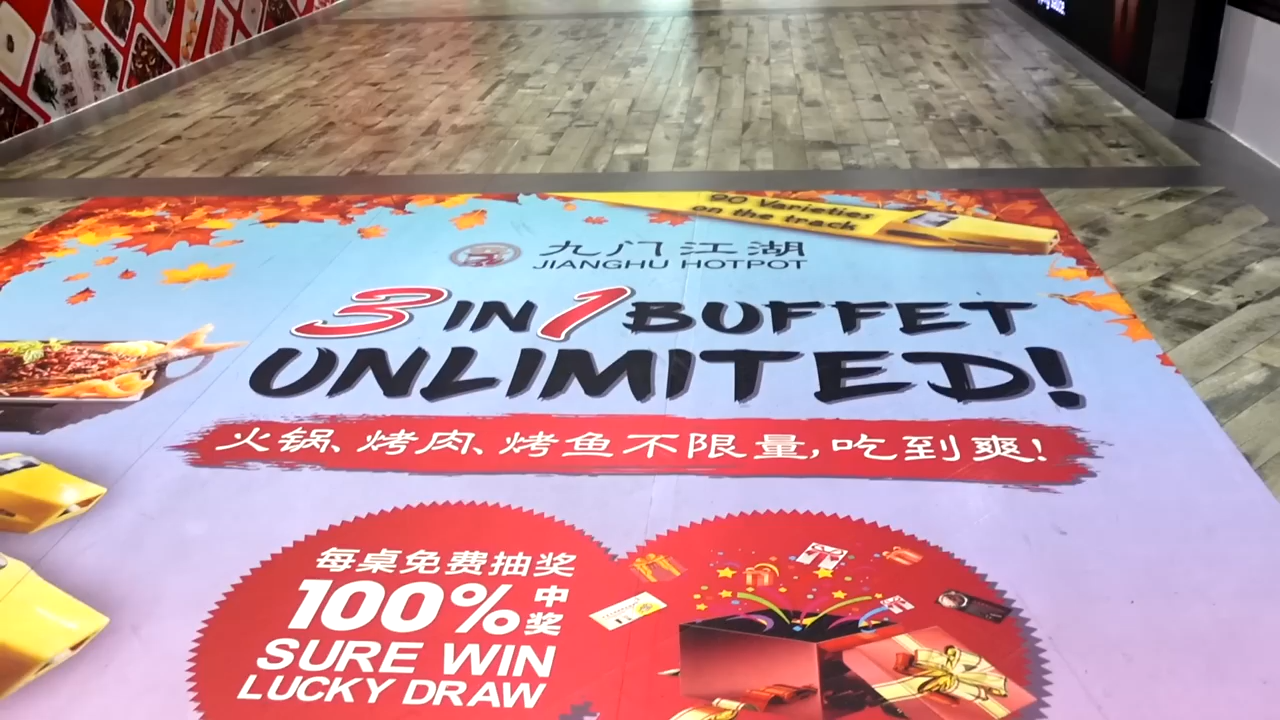 90 Varieties
on the track
九门江湖
JIANGHU HOTPOT
3 IN 1 BUFFET
UNLIMITED!
火锅、烤肉、烤鱼不限量,吃到爽!
每桌免费抽奖
100% 中奖
SURE WIN
LUCKY DRAW